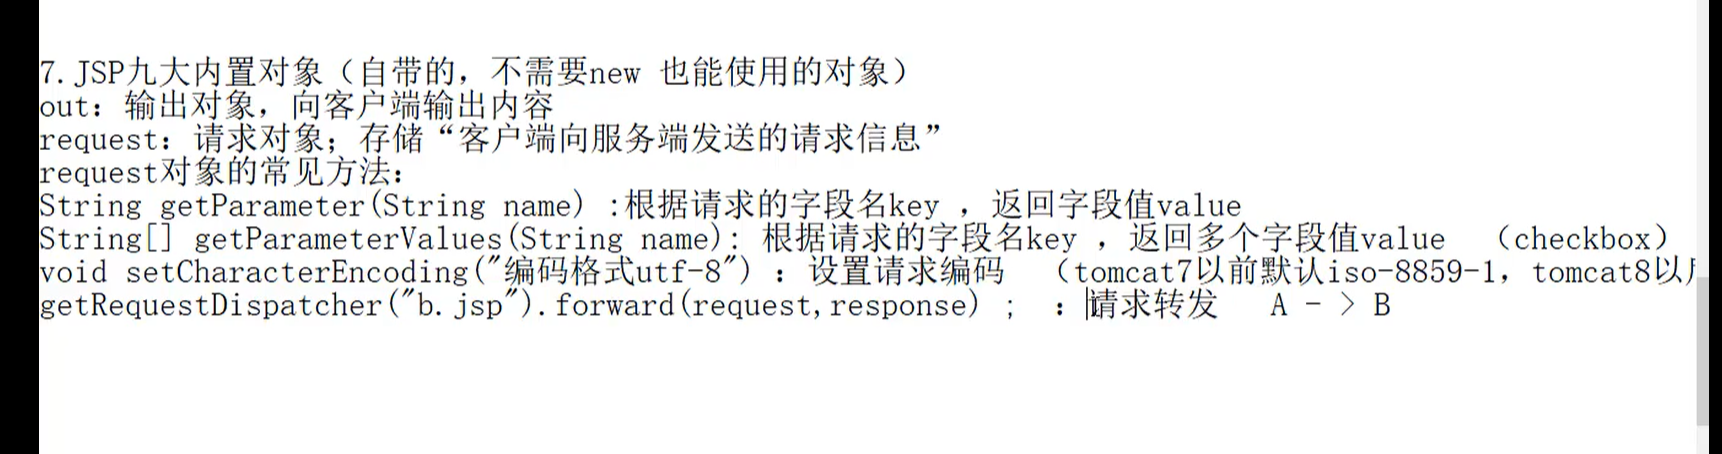 7.JSP九大内置对象（自带的，不需要new 也能使用的对象）
out：输出对象，向客户端输出内容
request：请求对象；存储“客户端向服务端发送的请求信息”
request对象的常见方法：
String getParameter(String name) :根据请求的字段名key ，返回字段值value
String[] getParameterValues(String name): 根据请求的字段名key ，返回多个字段值value （checkbox）
void setCharacterEncoding("编码格式utf-8") ：设置请求编码 （tomcat7以前默认iso-8859-1，tomcat8以
getRequestDispatcher("b.jsp").forward(request,response) ; ：请求转发 A - > B